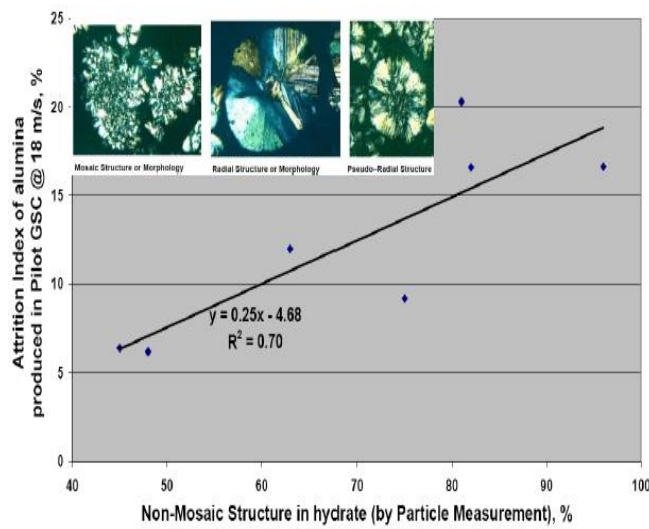 Attrition Index of alumina
produced in Pilot GSC @ 18 m/s, %
25
20
15
10
5
0
Mosaic Structure or Morphology
Radial Structure or Morphology
Pseudo-Radial Structure
y = 0.25x - 4.68
R² = 0.70
40 50 60 70 80 90 100
Non-Mosaic Structure in hydrate (by Particle Measurement), %